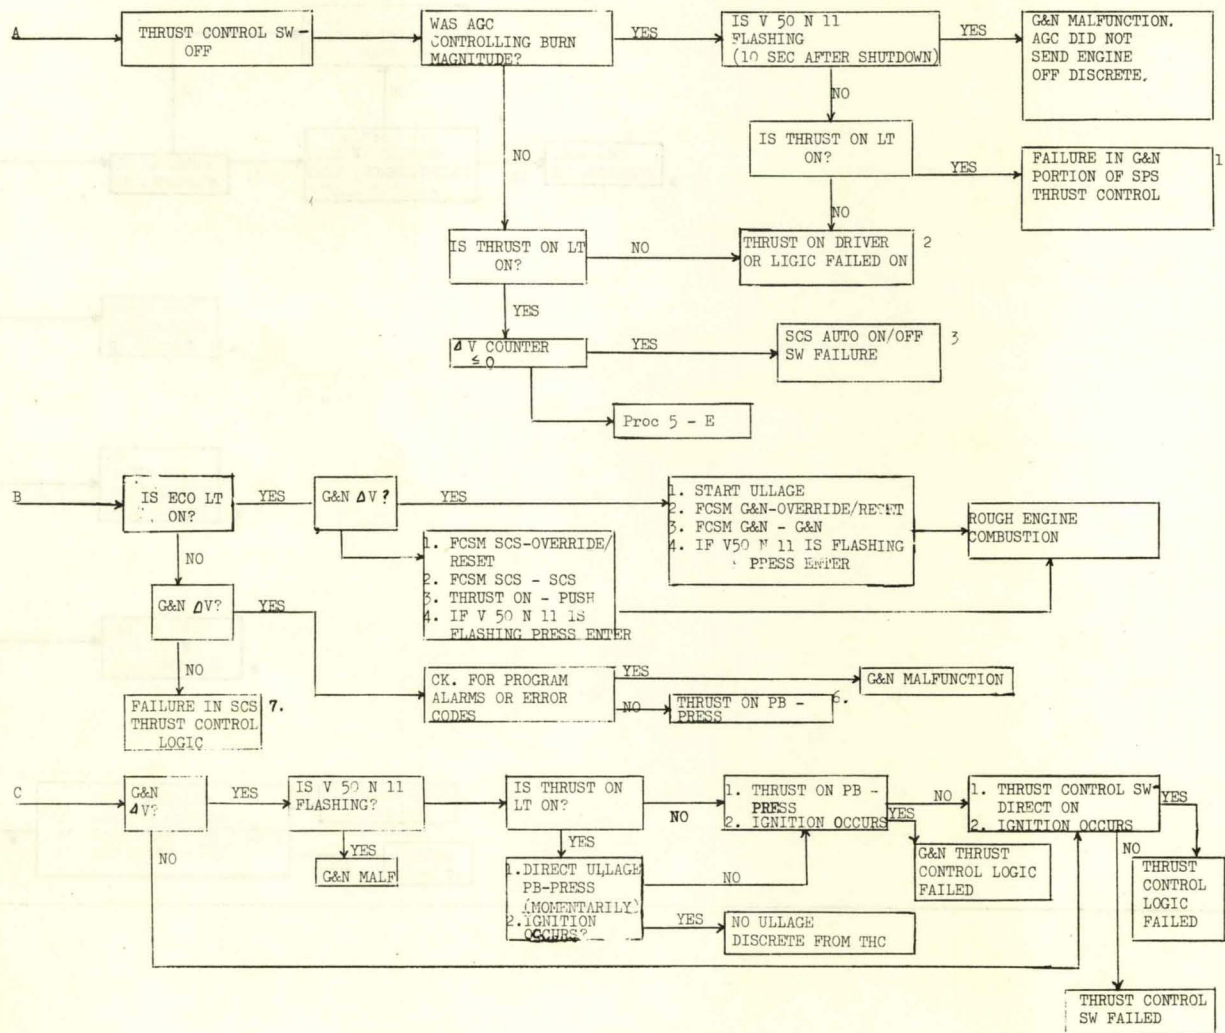 A
THRUST CONTROL SW -
OFF
WAS AGC
CONTROLLING BURN
MAGNITUDE?
YES
IS V 50 N 11
FLASHING
(10 SEC AFTER SHUTDOWN)
YES
G&N MALFUNCTION.
AGC DID NOT
SEND ENGINE
OFF DISCRETE.
NO
NO
IS THRUST ON LT
ON?
YES
FAILURE IN G&N
PORTION OF SPS
THRUST CONTROL
1
NO
IS THRUST ON LT
ON?
NO
THRUST ON DRIVER
OR LIGIC FAILED ON
2
YES
Δ V COUNTER
≤ 0
YES
SCS AUTO ON/OFF
SW FAILURE
3
Proc 5 - E
B
IS ECO LT
ON?
YES
G&N ΔV?
YES
1. START ULLAGE
2. FCSM G&N-OVERRIDE/RESET
3. FCSM G&N - G&N
4. IF V50 N 11 IS FLASHING
PRESS ENTER
ROUGH ENGINE
COMBUSTION
1. FCSM SCS-OVERRIDE/
RESET
2. FCSM SCS - SCS
3. THRUST ON - PUSH
4. IF V 50 N 11 IS
FLASHING PRESS ENTER
NO
G&N ΔV?
YES
CK. FOR PROGRAM
ALARMS OR ERROR
CODES
YES
G&N MALFUNCTION
NO
THRUST ON PB -
PRESS
6.
NO
FAILURE IN SCS
THRUST CONTROL
LOGIC
7.
C
G&N
ΔV?
YES
IS V 50 N 11
FLASHING?
YES
G&N MALF
IS THRUST ON
LT ON?
NO
1. THRUST ON PB -
PRESS
2. IGNITION OCCURS
NO
1. THRUST CONTROL SW-
DIRECT ON
2. IGNITION OCCURS
YES
YES
G&N THRUST
CONTROL LOGIC
FAILED
NO
THRUST
CONTROL
LOGIC
FAILED
YES
1.DIRECT ULLAGE
PB-PRESS
(MOMENTARILY)
2.IGNITION
OCCURS?
NO
YES
NO ULLAGE
DISCRETE FROM THC
NO
THRUST CONTROL
SW FAILED